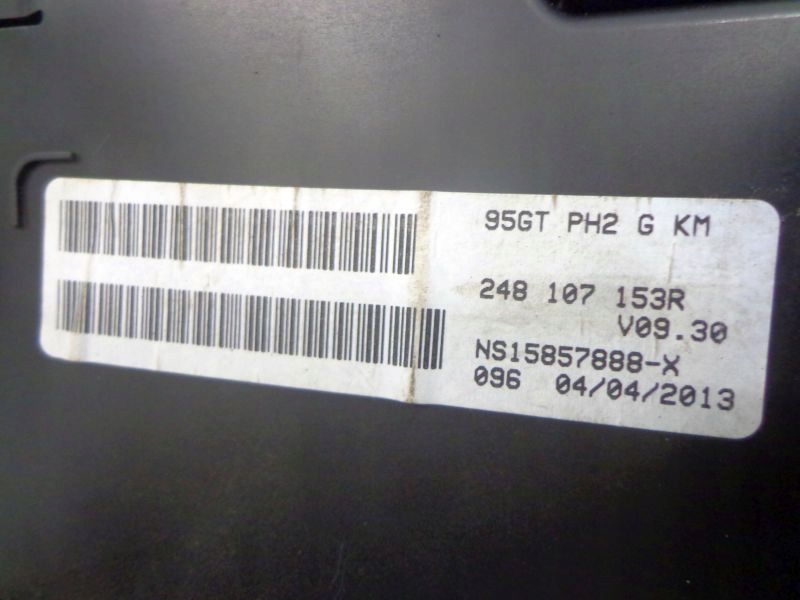 95GT PH2 G KM
248 107 153R
V09.30
NS15857888-X
096 04/04/2013